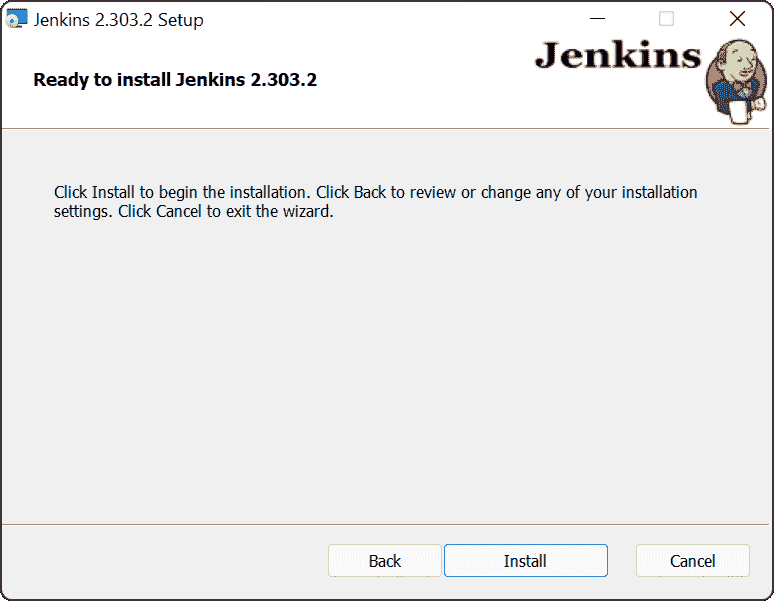 Jenkins 2.303.2 Setup
Jenkins
Ready to install Jenkins 2.303.2
Click Install to begin the installation. Click Back to review or change any of your installation
settings. Click Cancel to exit the wizard.
Back
Install
Cancel